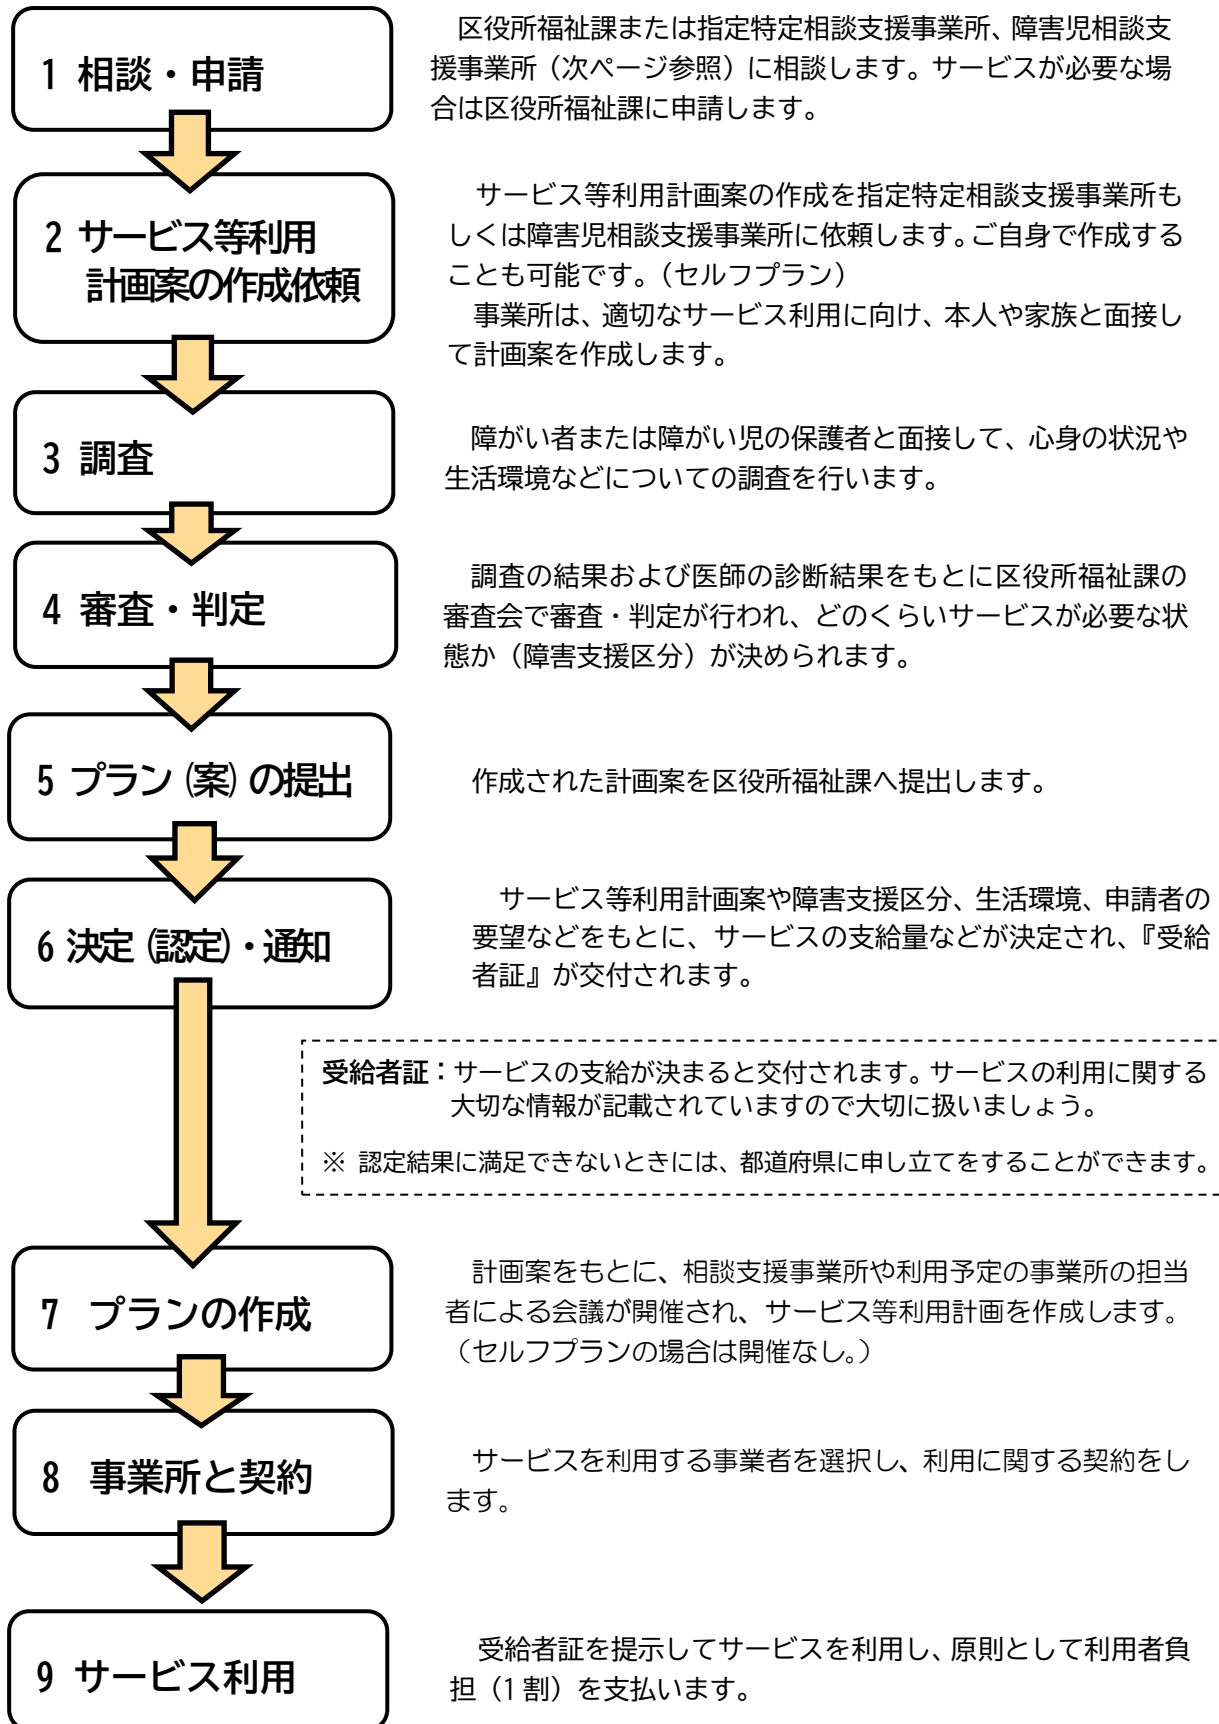 1 相談・申請
区役所福祉課または指定特定相談支援事業所、障害児相談支
援事業所（次ページ参照）に相談します。サービスが必要な場
合は区役所福祉課に申請します。
2 サービス等利用
計画案の作成依頼
サービス等利用計画案の作成を指定特定相談支援事業所も
しくは障害児相談支援事業所に依頼します。ご自身で作成する
ことも可能です。（セルフプラン）
事業所は、適切なサービス利用に向け、本人や家族と面接し
て計画案を作成します。
3 調査
障がい者または障がい児の保護者と面接して、心身の状況や
生活環境などについての調査を行います。
4 審査・判定
調査の結果および医師の診断結果をもとに区役所福祉課の
審査会で審査・判定が行われ、どのくらいサービスが必要な状
態か（障害支援区分）が決められます。
5 プラン（案）の提出
作成された計画案を区役所福祉課へ提出します。
6 決定（認定）・通知
サービス等利用計画案や障害支援区分、生活環境、申請者の
要望などをもとに、サービスの支給量などが決定され、『受給
者証』が交付されます。
受給者証：サービスの支給が決まると交付されます。サービスの利用に関する
大切な情報が記載されていますので大切に扱いましょう。
※ 認定結果に満足できないときには、都道府県に申し立てをすることができます。
7 プランの作成
計画案をもとに、相談支援事業所や利用予定の事業所の担当
者による会議が開催され、サービス等利用計画を作成します。
（セルフプランの場合は開催なし。）
8 事業所と契約
サービスを利用する事業者を選択し、利用に関する契約をし
ます。
9 サービス利用
受給者証を提示してサービスを利用し、原則として利用者負
担（1割）を支払います。